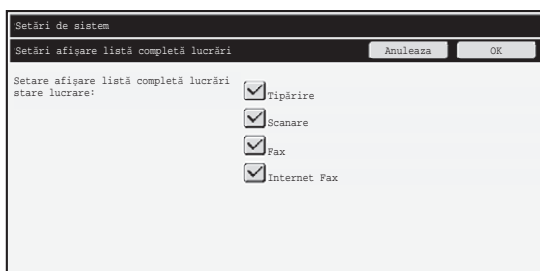 Setări de sistem
Setări afişare listă completă lucrări
Anuleaza
OK
Setare afişare listă completă lucrări
stare lucrare:
Tipărire
Scanare
Fax
Internet Fax